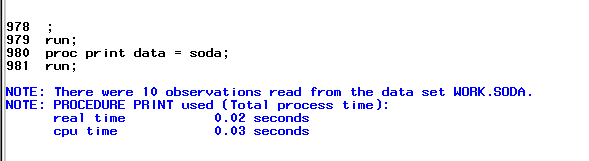 978  ;
979  run;
980  proc print data = soda;
981  run;
NOTE: There were 10 observations read from the data set WORK.SODA.
NOTE: PROCEDURE PRINT used (Total process time):
      real time           0.02 seconds
      cpu time            0.03 seconds